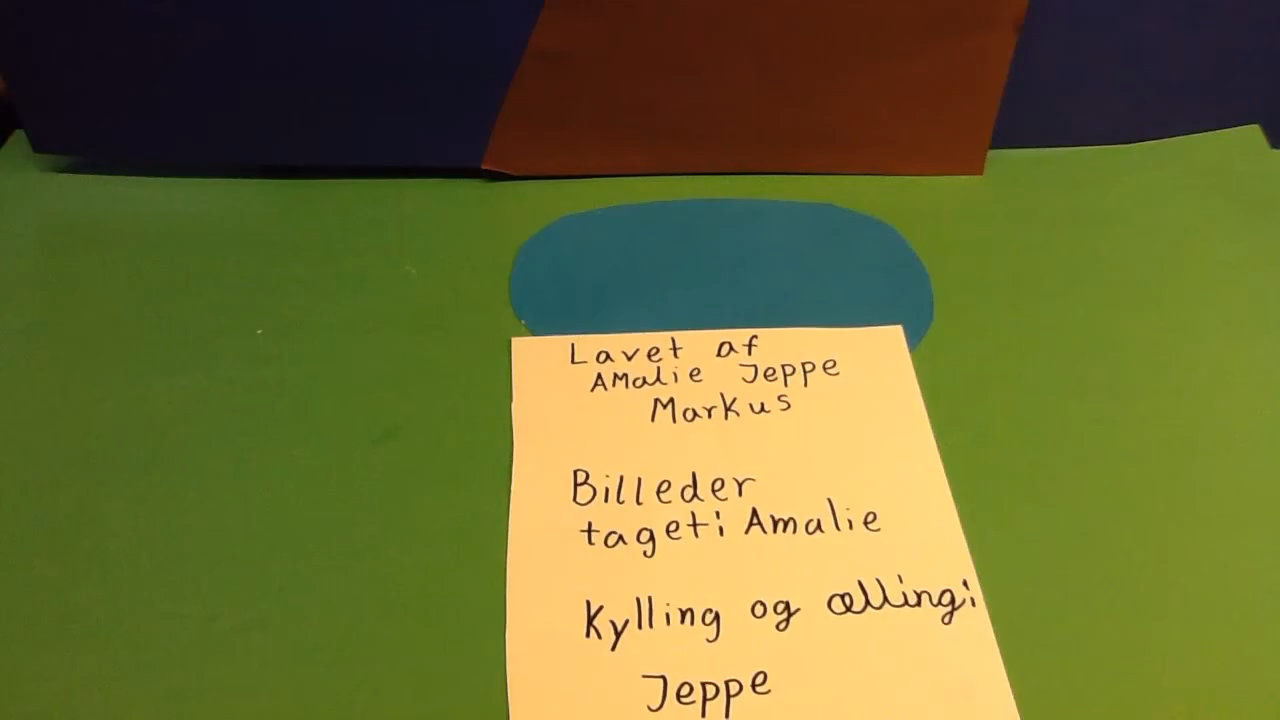 Lavet af
AMalie Jeppe
Markus
Billeder
taget: Amalie
Kylling og ælling:
Jeppe